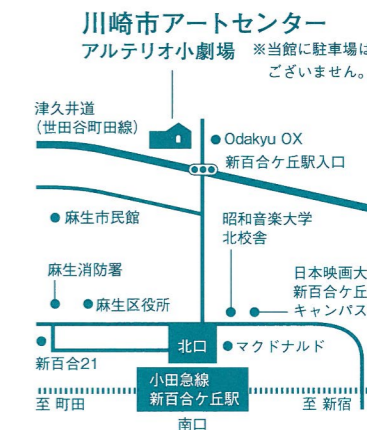 川崎市アートセンター
アルテリオ小劇場 ※当館に駐車場は
ございません。
津久井道
(世田谷町田線)
Odakyu OX
新百合ケ丘駅入口
麻生市民館
昭和音楽大学
北校舎
麻生消防署
麻生区役所
日本映画大
新百合ケ丘
キャンパス
新百合21
北口
マクドナルド
小田急線
新百合ケ丘駅
至 町田
至 新宿
南口